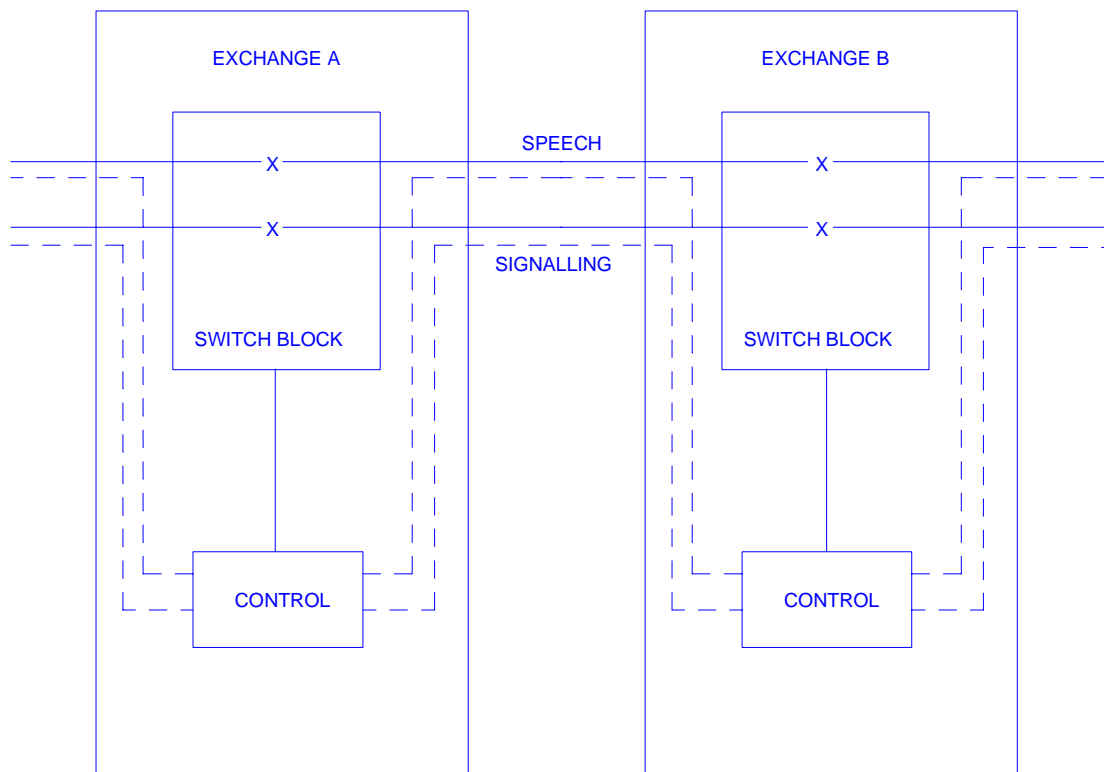 EXCHANGE A
EXCHANGE B
SPEECH
X
X
X
X
SIGNALLING
SWITCH BLOCK
SWITCH BLOCK
CONTROL
CONTROL